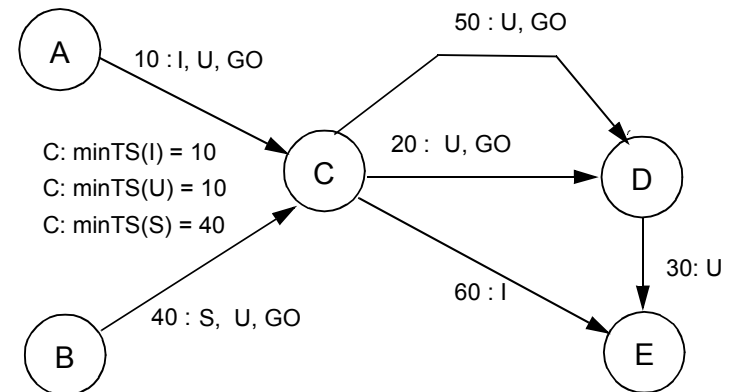 50 : U, GO
A
10 : I, U, GO
20 : U, GO
C: minTS(I) = 10
C
D
C: minTS(U) = 10
C: minTS(S) = 40
30: U
60 : I
40 : S, U, GO
B
E